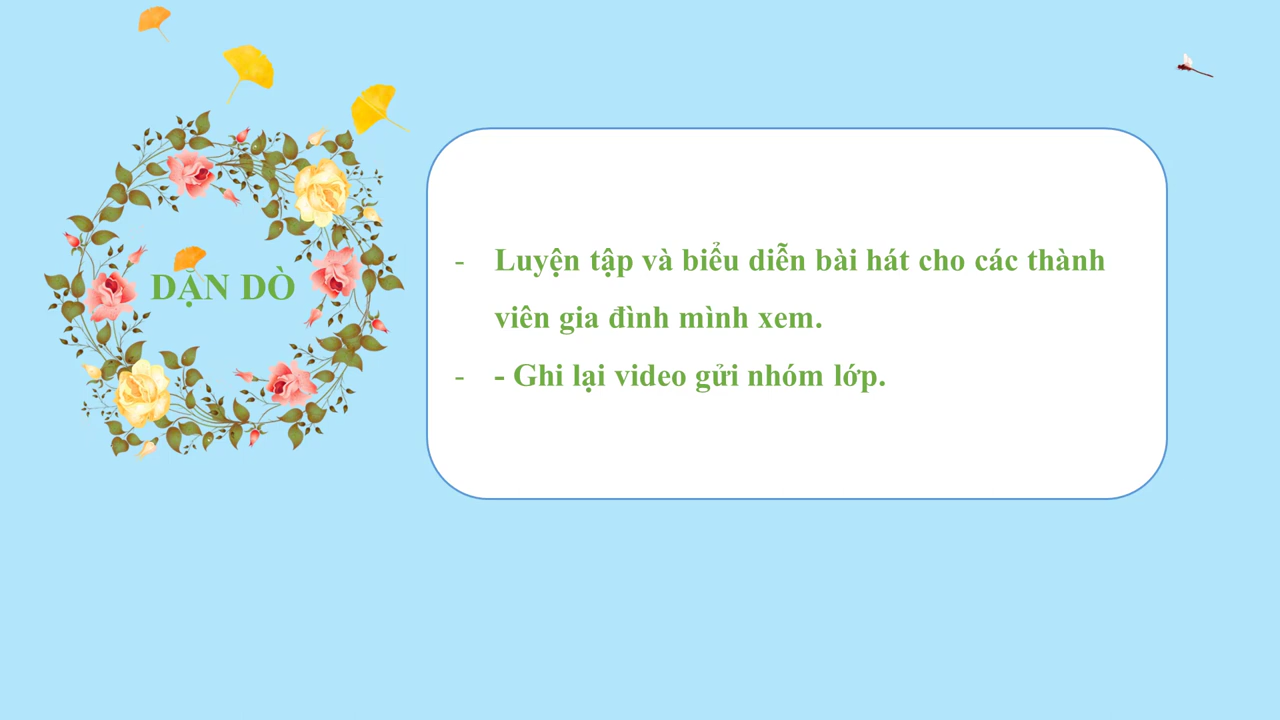 DẶN DÒ
- Luyện tập và biểu diễn bài hát cho các thành
viên gia đình mình xem.
- - Ghi lại video gửi nhóm lớp.